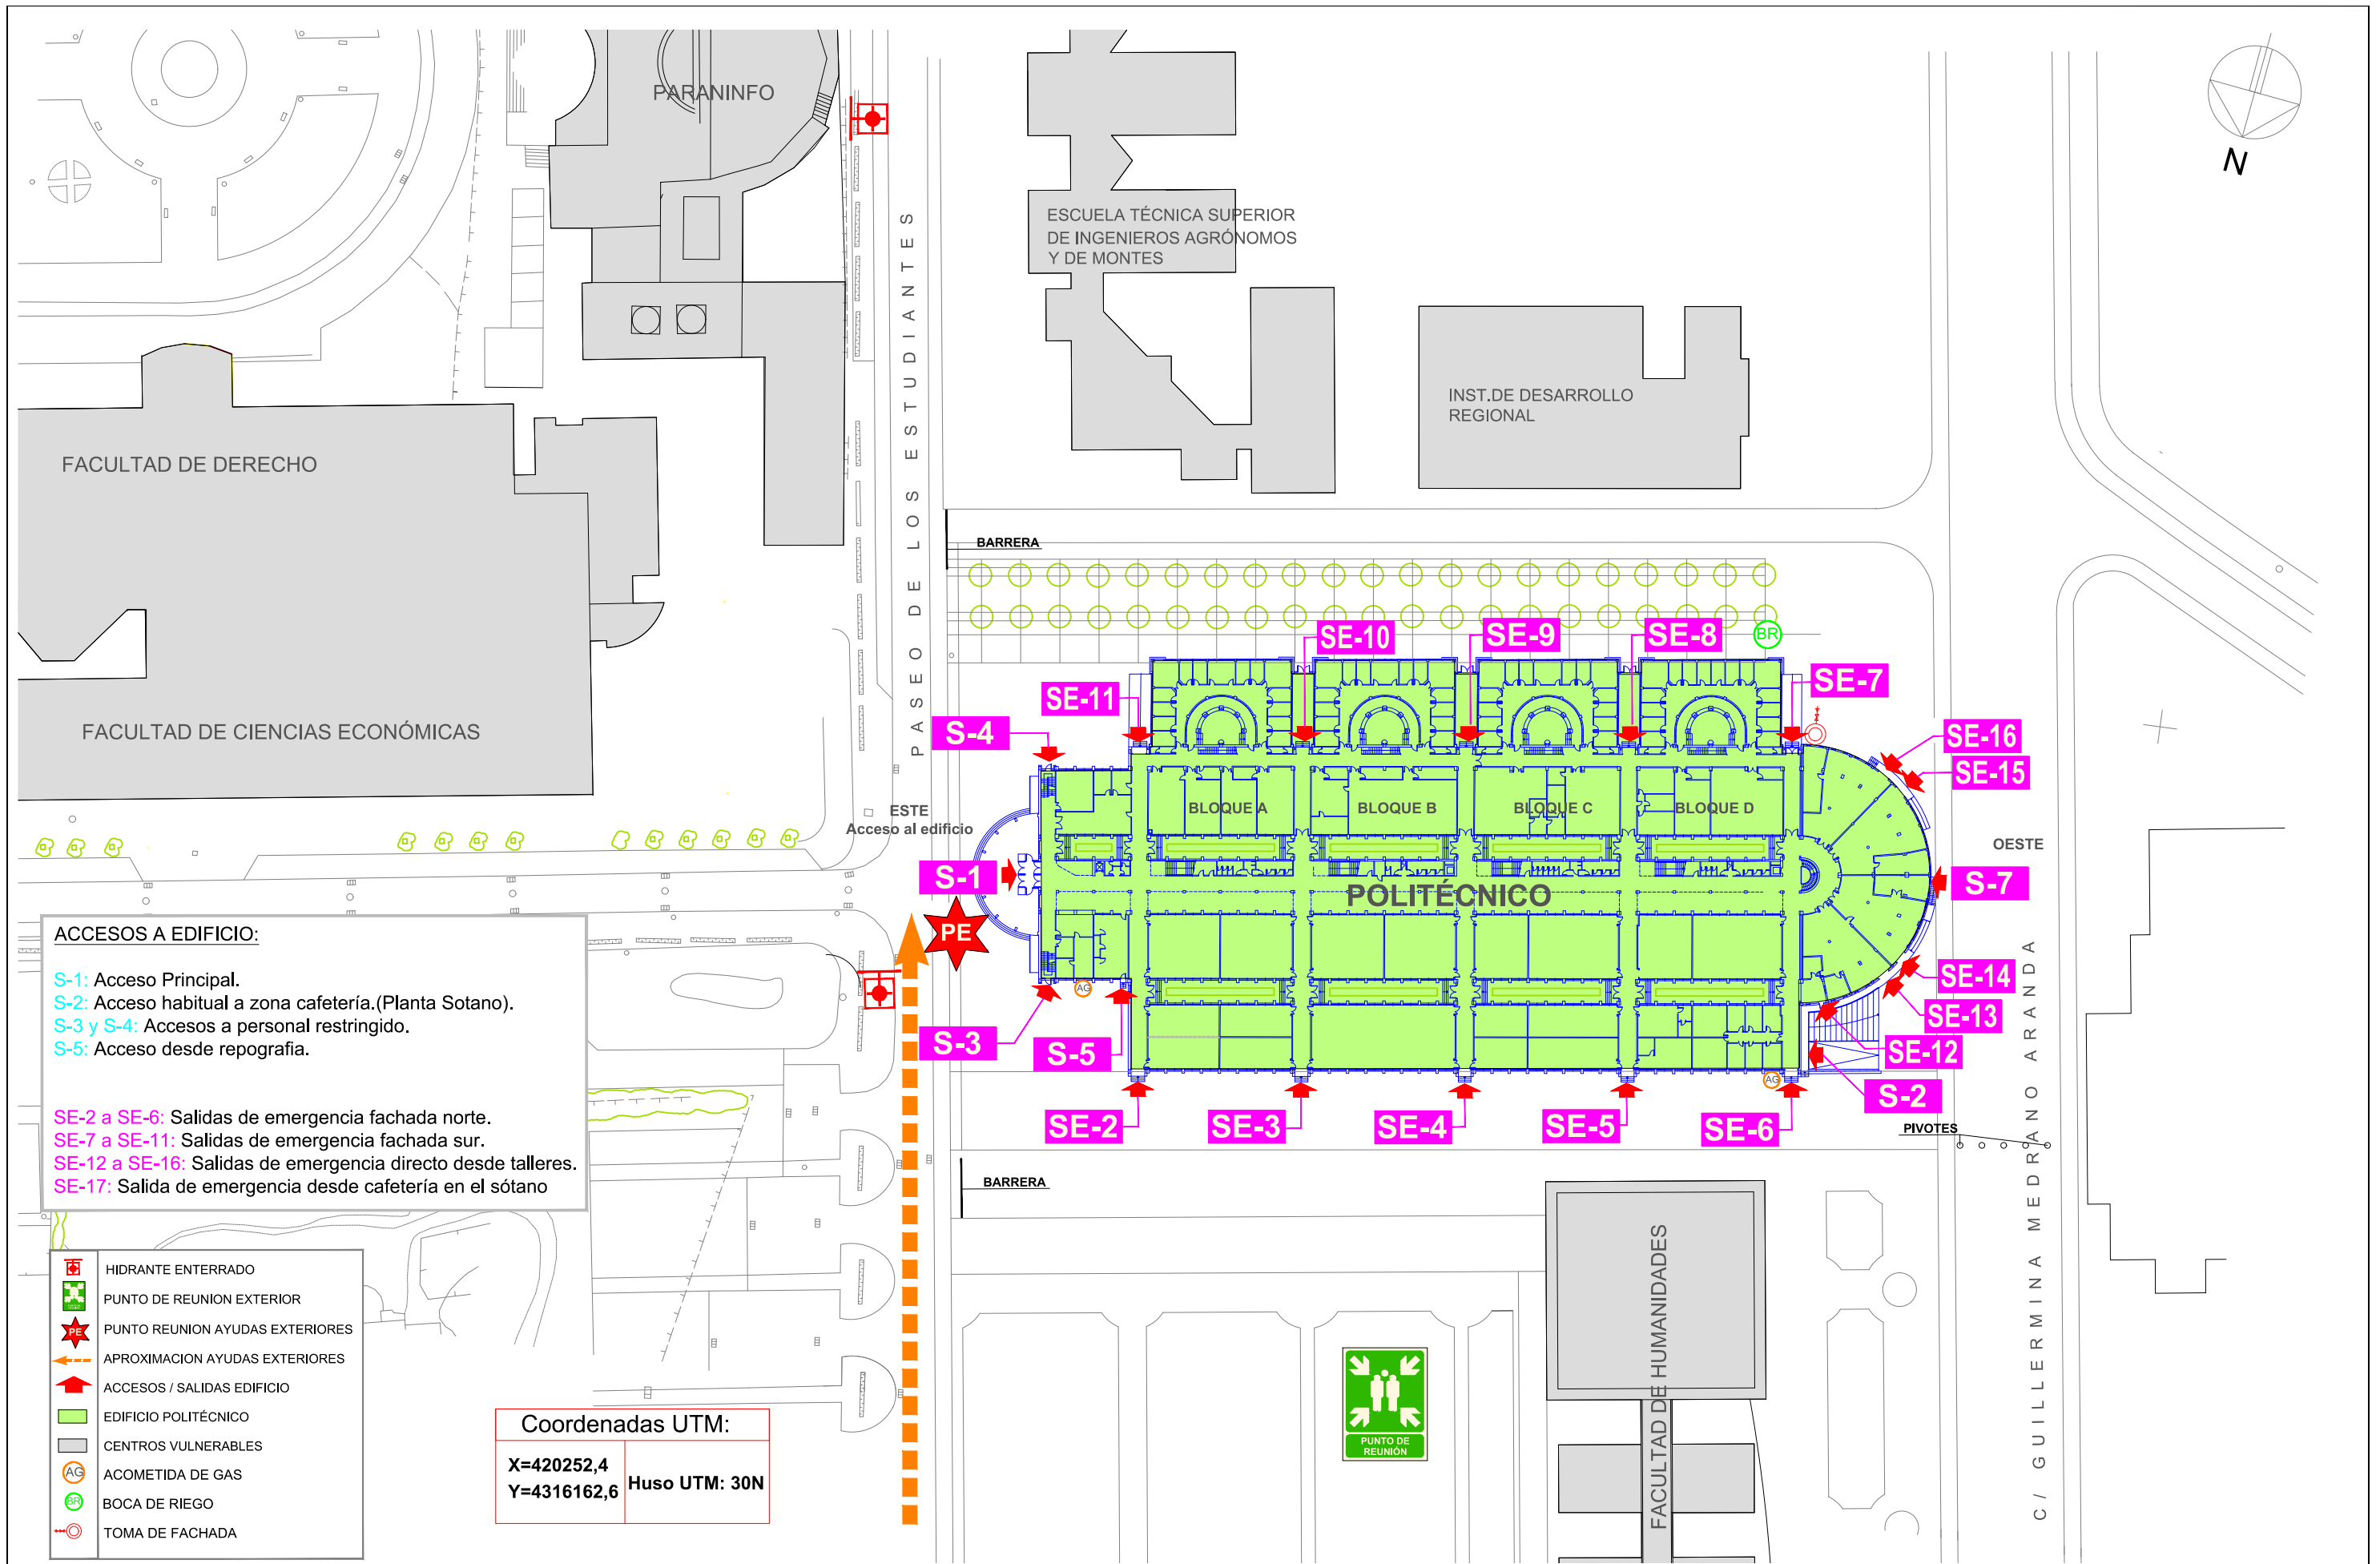 PARANINFO
N
ESCUELA TÉCNICA SUPERIOR
DE INGENIEROS AGRÓNOMOS
Y DE MONTES
PASEO DE LOS ESTUDIANTES
INST.DE DESARROLLO
REGIONAL
FACULTAD DE DERECHO
BARRERA
FACULTAD DE CIENCIAS ECONÓMICAS
SE-10
SE-9
SE-8
BR
SE-7
SE-11
S-4
SE-16
SE-15
ESTE
Acceso al edificio
BLOQUE A
BLOQUE B
BLOQUE C
BLOQUE D
OESTE
S-1
S-7
POLITÉCNICO
PE
AG
SE-14
SE-13
S-3
S-5
SE-12
AG
S-2
SE-2
SE-3
SE-4
SE-5
SE-6
PIVOTES
C/ GUILLERMINA MEDRANO ARANDA
BARRERA
ACCESOS A EDIFICIO:
S-1: Acceso Principal.
S-2: Acceso habitual a zona cafetería.(Planta Sotano).
S-3 y S-4: Accesos a personal restringido.
S-5: Acceso desde repografia.
SE-2 a SE-6: Salidas de emergencia fachada norte.
SE-7 a SE-11: Salidas de emergencia fachada sur.
SE-12 a SE-16: Salidas de emergencia directo desde talleres.
SE-17: Salida de emergencia desde cafetería en el sótano
HIDRANTE ENTERRADO
PUNTO DE REUNION EXTERIOR
PE PUNTO REUNION AYUDAS EXTERIORES
APROXIMACION AYUDAS EXTERIORES
ACCESOS / SALIDAS EDIFICIO
EDIFICIO POLITÉCNICO
CENTROS VULNERABLES
AG ACOMETIDA DE GAS
BR BOCA DE RIEGO
TOMA DE FACHADA
Coordenadas UTM:
X=420252,4
Y=4316162,6
Huso UTM: 30N
PUNTO DE
REUNIÓN
FACULTAD DE HUMANIDADES